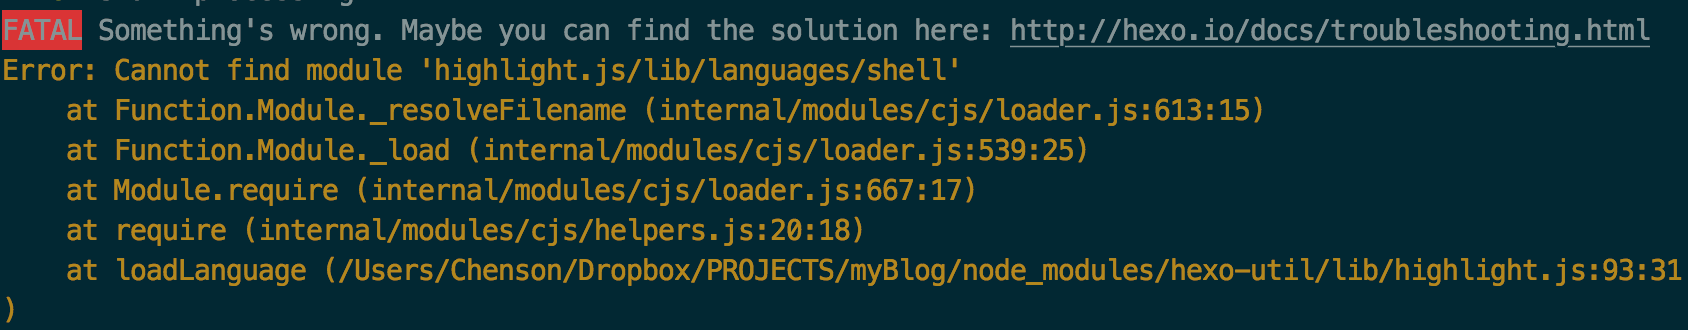 FATAL Something's wrong. Maybe you can find the solution here: http://hexo.io/docs/troubleshooting.html
Error: Cannot find module 'highlight.js/lib/languages/shell'
    at Function.Module._resolveFilename (internal/modules/cjs/loader.js:613:15)
    at Function.Module._load (internal/modules/cjs/loader.js:539:25)
    at Module.require (internal/modules/cjs/loader.js:667:17)
    at require (internal/modules/cjs/helpers.js:20:18)
    at loadLanguage (/Users/Chenson/Dropbox/PROJECTS/myBlog/node_modules/hexo-util/lib/highlight.js:93:31
)